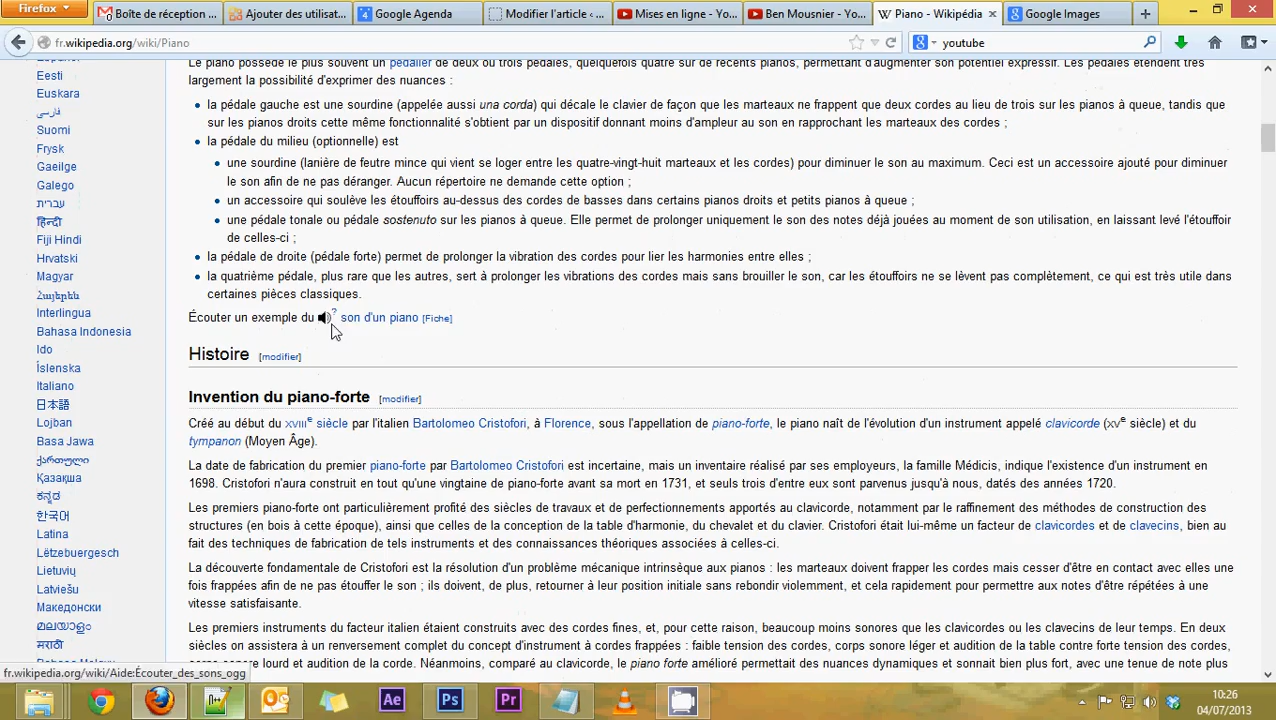 Firefox
Boîte de réception ...
Ajouter des utilisat...
Google Agenda
Modifier l'article ‹ ...
Mises en ligne - Yo...
Ben Mousnier - Yo...
Piano - Wikipédia
Google Images
fr.wikipedia.org/wiki/Piano
youtube
Le piano possède le plus souvent un pédalier de deux ou trois pédales, quelquefois quatre sur de récents pianos, permettant d'augmenter son potentiel expressif. Les pédales étendent très
largement la possibilité d'exprimer des nuances :
la pédale gauche est une sourdine (appelée aussi una corda) qui décale le clavier de façon que les marteaux ne frappent que deux cordes au lieu de trois sur les pianos à queue, tandis que
sur les pianos droits cette même fonctionnalité s'obtient par un dispositif donnant moins d'ampleur au son en rapprochant les marteaux des cordes ;
la pédale du milieu (optionnelle) est
une sourdine (lanière de feutre mince qui vient se loger entre les quatre-vingt-huit marteaux et les cordes) pour diminuer le son au maximum. Ceci est un accessoire ajouté pour diminuer
le son afin de ne pas déranger. Aucun répertoire ne demande cette option ;
un accessoire qui soulève les étouffoirs au-dessus des cordes de basses dans certains pianos droits et petits pianos à queue ;
une pédale tonale ou pédale sostenuto sur les pianos à queue. Elle permet de prolonger uniquement le son des notes déjà jouées au moment de son utilisation, en laissant levé l'étouffoir
de celles-ci ;
la pédale de droite (pédale forte) permet de prolonger la vibration des cordes pour lier les harmonies entre elles ;
la quatrième pédale, plus rare que les autres, sert à prolonger les vibrations des cordes mais sans brouiller le son, car les étouffoirs ne se lèvent pas complètement, ce qui est très utile dans
certaines pièces classiques.
Écouter un exemple du ? son d'un piano [Fiche]
Histoire [modifier]
Invention du piano-forte [modifier]
Créé au début du XVIIIe siècle par l'italien Bartolomeo Cristofori, à Florence, sous l'appellation de piano-forte, le piano naît de l'évolution d'un instrument appelé clavicorde (XVe siècle) et du
tympanon (Moyen Âge).
La date de fabrication du premier piano-forte par Bartolomeo Cristofori est incertaine, mais un inventaire réalisé par ses employeurs, la famille Médicis, indique l'existence d'un instrument en
1698. Cristofori n'aura construit en tout qu'une vingtaine de piano-forte avant sa mort en 1731, et seuls trois d'entre eux sont parvenus jusqu'à nous, datés des années 1720.
Les premiers piano-forte ont particulièrement profité des siècles de travaux et de perfectionnements apportés au clavicorde, notamment par le raffinement des méthodes de construction des
structures (en bois à cette époque), ainsi que celles de la conception de la table d'harmonie, du chevalet et du clavier. Cristofori était lui-même un facteur de clavicordes et de clavecins, bien au
fait des techniques de fabrication de tels instruments et des connaissances théoriques associées à celles-ci.
La découverte fondamentale de Cristofori est la résolution d'un problème mécanique intrinsèque aux pianos : les marteaux doivent frapper les cordes mais cesser d'être en contact avec elles une
fois frappées afin de ne pas étouffer le son ; ils doivent, de plus, retourner à leur position initiale sans rebondir violemment, et cela rapidement pour permettre aux notes d'être répétées à une
vitesse satisfaisante.
Les premiers instruments du facteur italien étaient construits avec des cordes fines, et, pour cette raison, beaucoup moins sonores que les clavicordes ou les clavecins de leur temps. En deux
siècles on assistera à un renversement complet du concept d'instrument à cordes frappées : faible tension des cordes, corps sonore léger et audition de la table contre forte tension des cordes,
corps sonore lourd et audition de la corde. Néanmoins, comparé au clavicorde, le piano forte améliore permettait des nuances dynamiques et sonnait bien plus fort, avec une tenue de note plus
Español
Eesti
Euskara
فارسی
Suomi
Frysk
Gaeilge
Galego
עברית
हिन्दी
Fiji Hindi
Hrvatski
Magyar
Հայերեն
Interlingua
Bahasa Indonesia
Ido
Íslenska
Italiano
日本語
Lojban
Basa Jawa
ქართული
Қазақша
ಕನ್ನಡ
한국어
Latina
Lëtzebuergesch
Lietuvių
Latviešu
Македонски
മലയാളം
मराठी
Bahasa Melayu
fr.wikipedia.org/wiki/Aide:Écouter_des_sons_ogg
Ae
Ps
Pr
10:26
04/07/2013